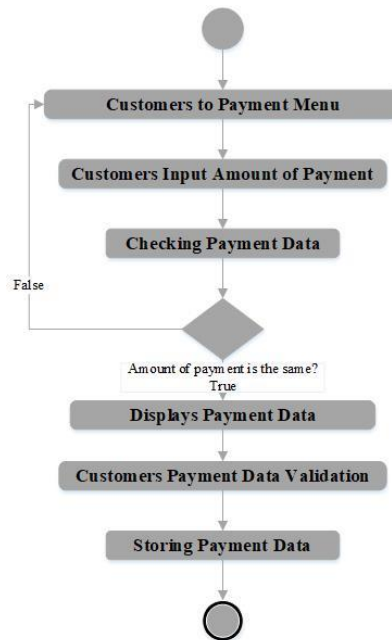 Customers to Payment Menu
Customers Input Amount of Payment
Checking Payment Data
False
Amount of payment is the same?
True
Displays Payment Data
Customers Payment Data Validation
Storing Payment Data